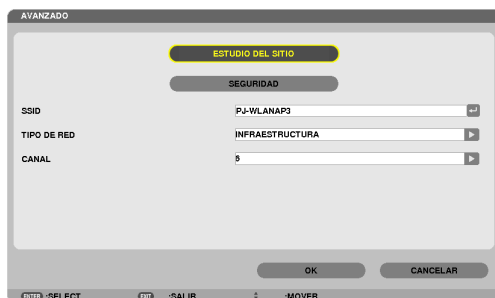 AVANZADO
ESTUDIO DEL SITIO
SEGURIDAD
SSID PJ-WLANAP3
TIPO DE RED INFRAESTRUCTURA
CANAL 6
OK CANCELAR
ENTER :SELECT EXIT :SALIR :MOVER